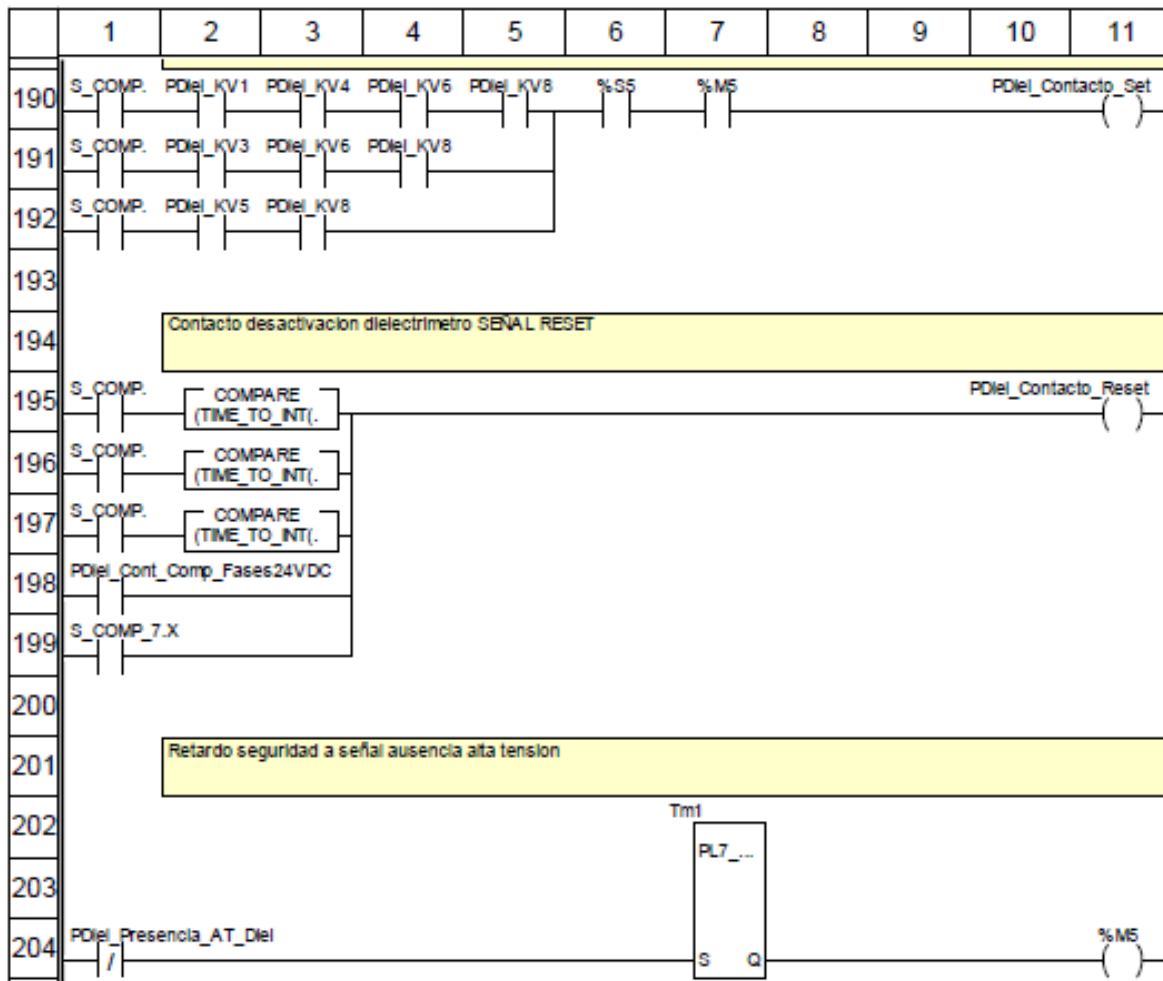 1 2 3 4 5 6 7 8 9 10 11
190 S_COMP. PDiel_KV1 PDiel_KV4 PDiel_KV6 PDiel_KV8 %S5 %M5 PDiel_Contacto_Set
191 S_COMP. PDiel_KV3 PDiel_KV6 PDiel_KV8
192 S_COMP. PDiel_KV5 PDiel_KV8
193
194 Contacto desactivacion dielectrimetro SEÑAL RESET
195 S_COMP. COMPARE PDiel_Contacto_Reset
(TIME_TO_INT(.
196 S_COMP. COMPARE
(TIME_TO_INT(.
197 S_COMP. COMPARE
(TIME_TO_INT(.
198 PDiel_Cont_Comp_Fases24VDC
199 S_COMP_7.X
200
201 Retardo seguridad a señal ausencia alta tension
202 Tm1
PL7_...
203
204 PDiel_Presencia_AT_Diel / S Q %M5